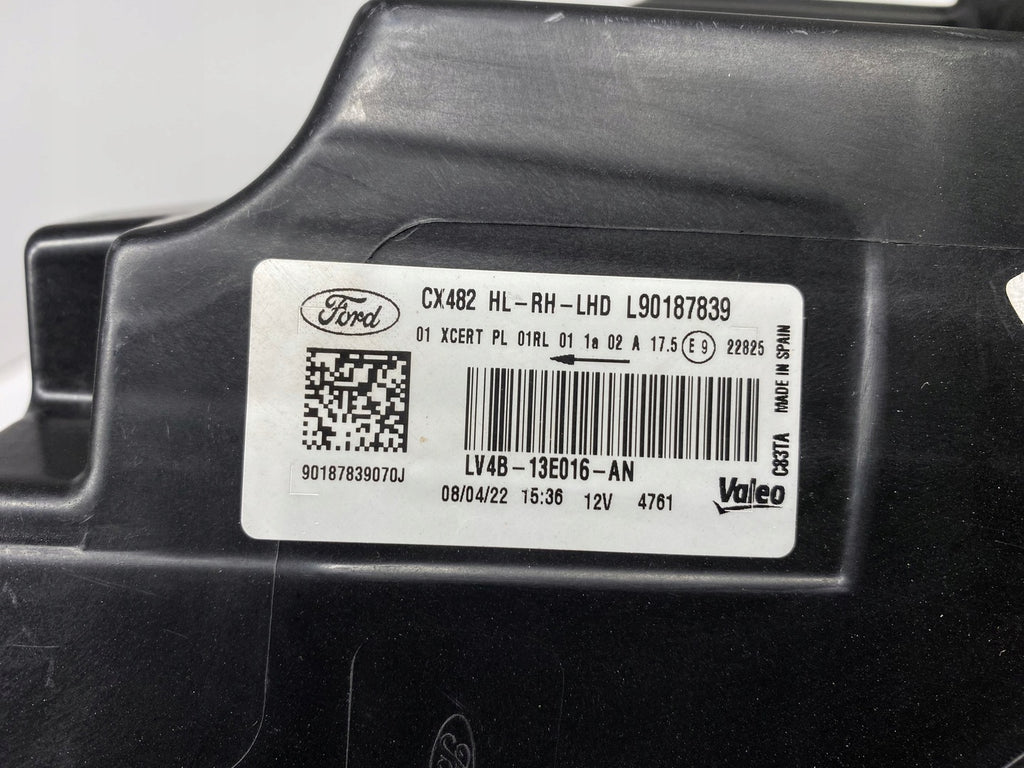 Ford
CX482 HL-RH-LHD L90187839
01 XCERT PL 01RL 01 1a 02 A 17.5 E9 22825
MADE IN SPAIN
C83TA
90187839070J
LV4B-13E016-AN
08/04/22 15:36 12V 4761
Valeo